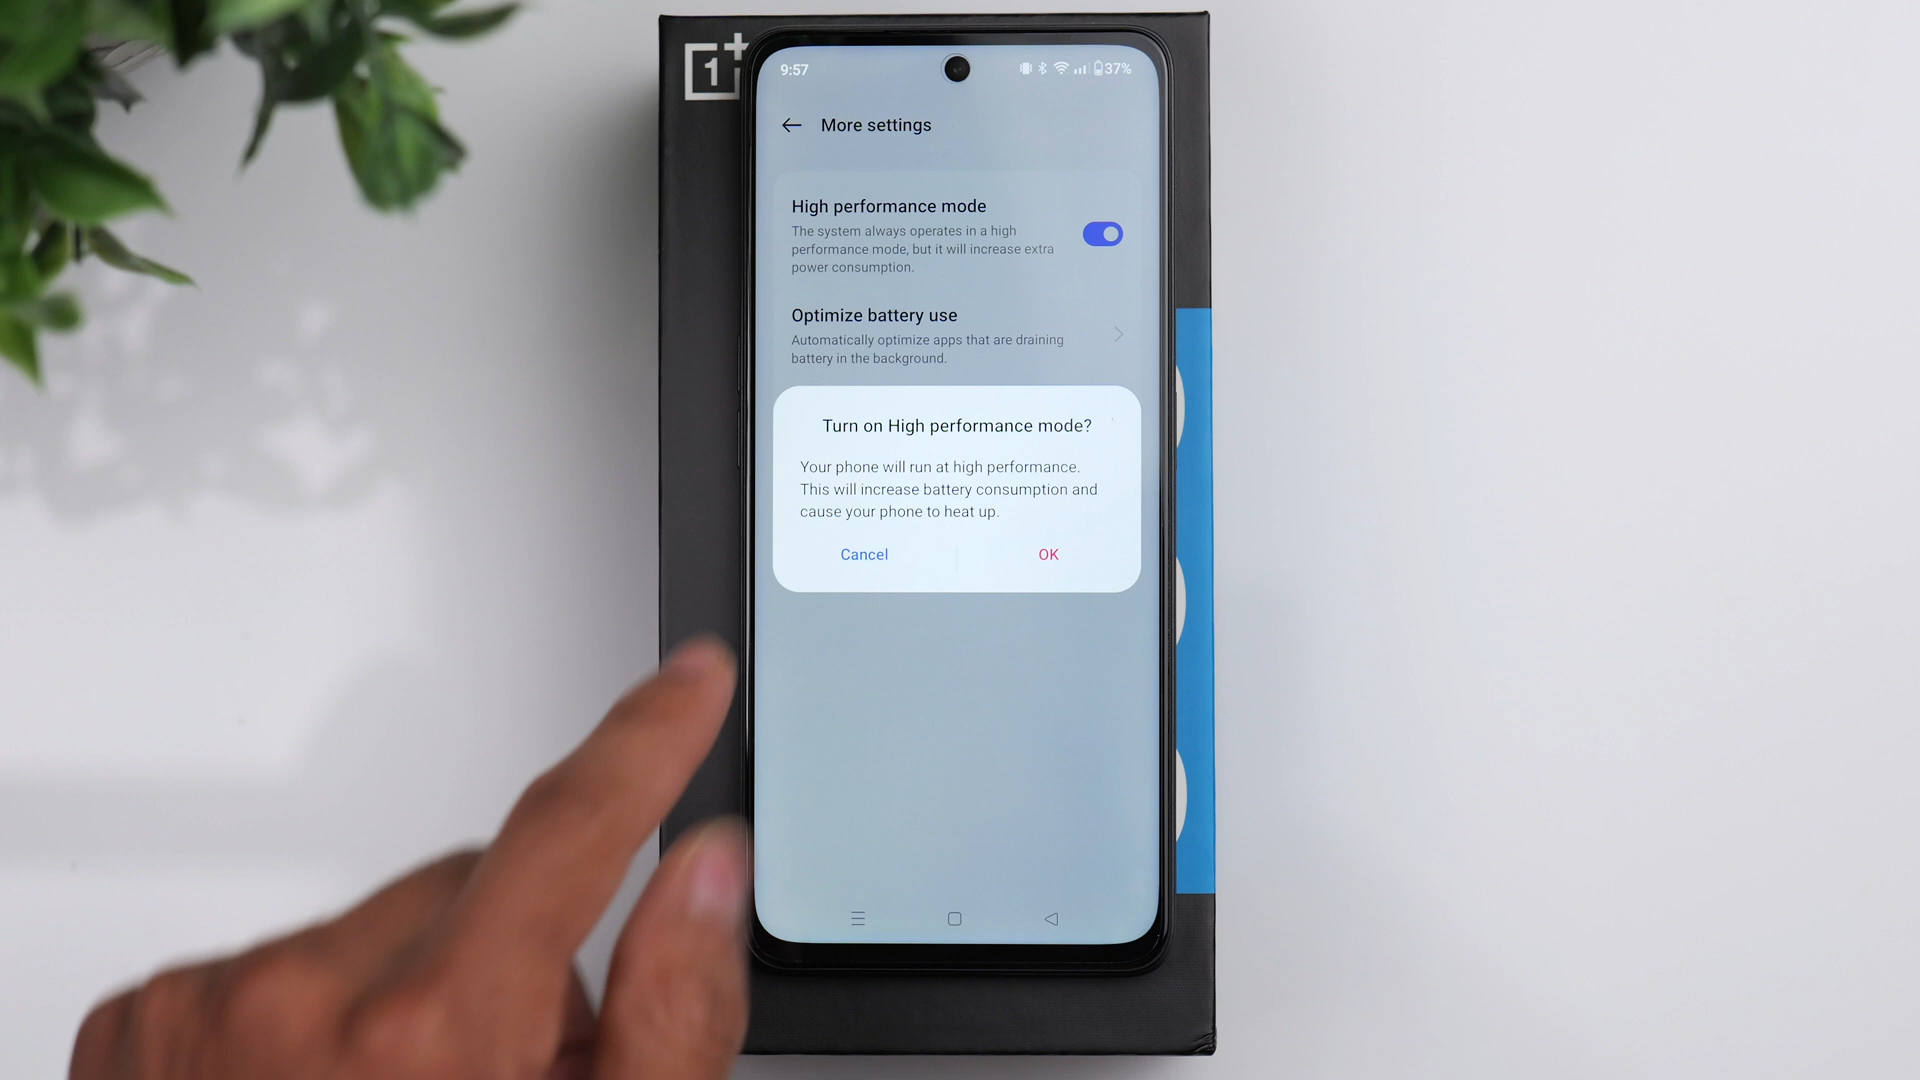 1+
9:57
37%
More settings
High performance mode
The system always operates in a high
performance mode, but it will increase extra
power consumption.
Optimize battery use
Automatically optimize apps that are draining
battery in the background.
Turn on High performance mode?
Your phone will run at high performance.
This will increase battery consumption and
cause your phone to heat up.
Cancel
OK